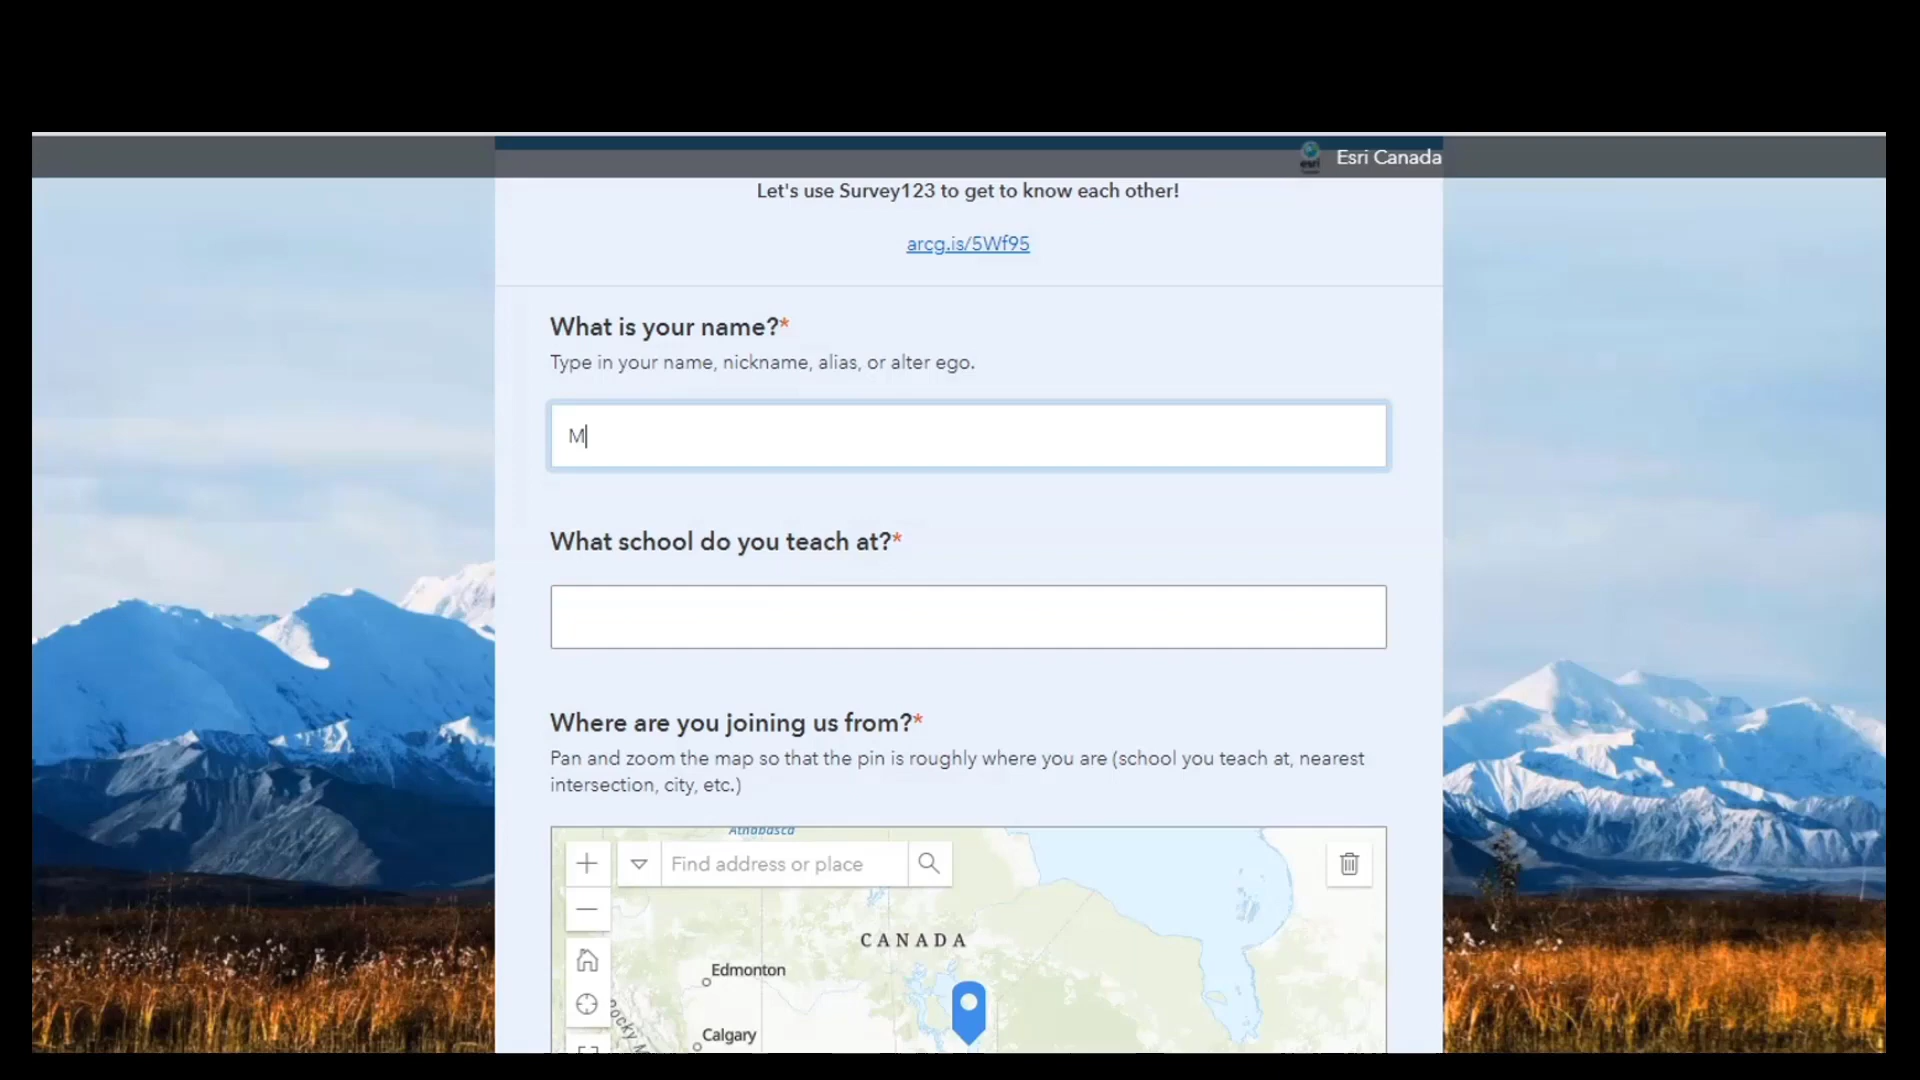 esri Esri Canada
Let's use Survey123 to get to know each other!
arcg.is/5Wf95
What is your name?*
Type in your name, nickname, alias, or alter ego.
M
What school do you teach at?*
Where are you joining us from?*
Pan and zoom the map so that the pin is roughly where you are (school you teach at, nearest
intersection, city, etc.)
Athabasca
Find address or place
CANADA
Edmonton
Calgary